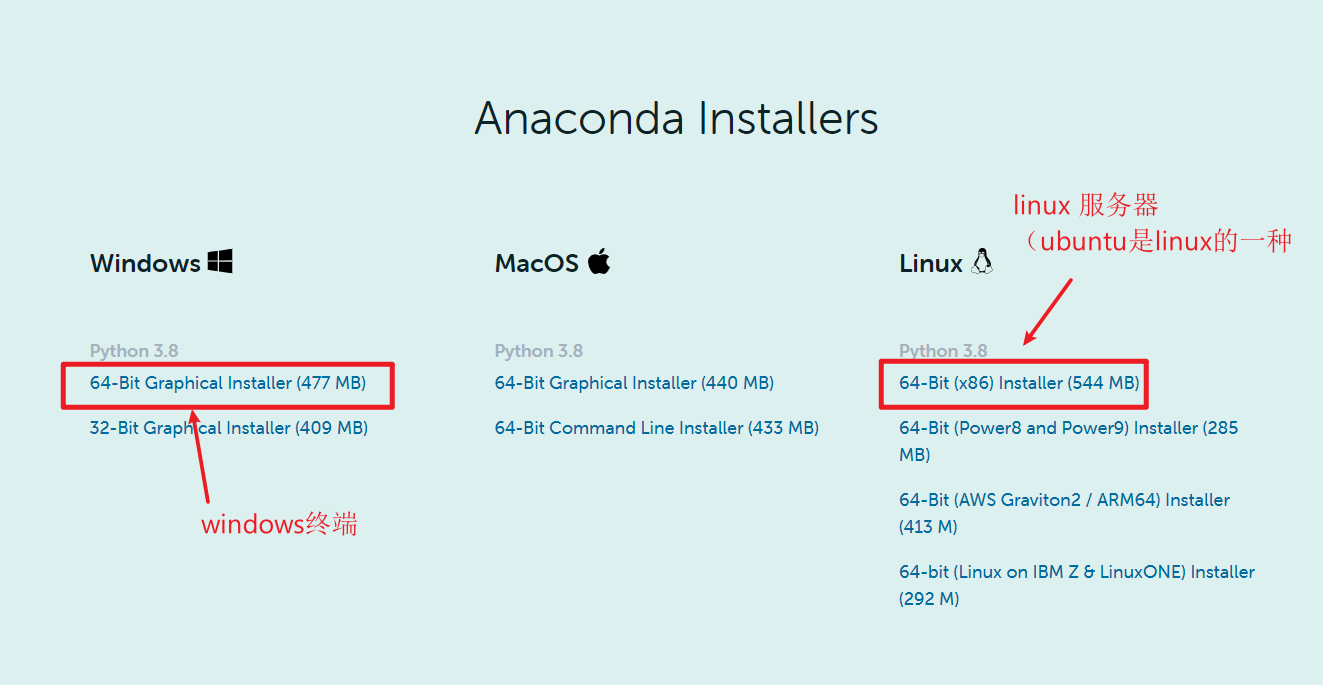 Anaconda Installers
linux 服务器
（ubuntu是linux的一种
Windows
MacOS
Linux
Python 3.8
64-Bit Graphical Installer (477 MB)
32-Bit Graphical Installer (409 MB)
windows终端
Python 3.8
64-Bit Graphical Installer (440 MB)
64-Bit Command Line Installer (433 MB)
Python 3.8
64-Bit (x86) Installer (544 MB)
64-Bit (Power8 and Power9) Installer (285
MB)
64-Bit (AWS Graviton2 / ARM64) Installer
(413 M)
64-bit (Linux on IBM Z & LinuxONE) Installer
(292 M)